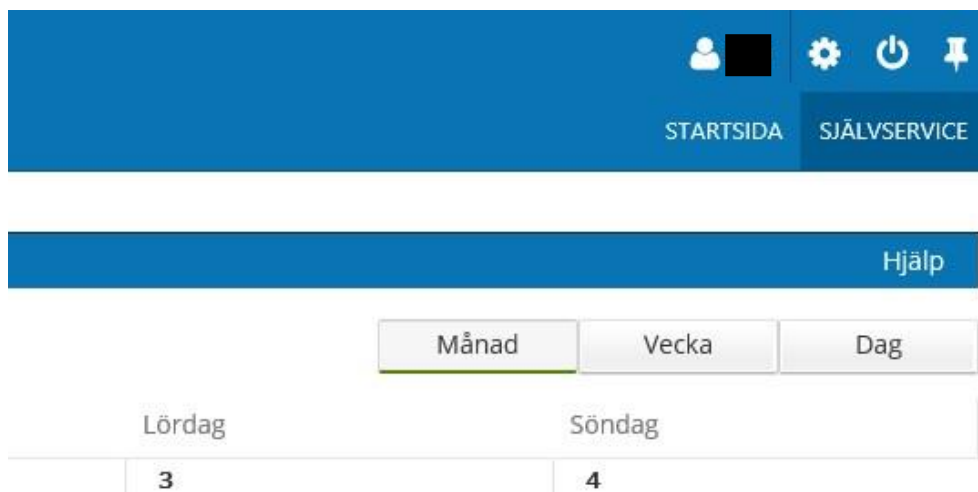 STARTSIDA SJÄLVSERVICE
Hjälp
Månad Vecka Dag
Lördag Söndag
3 4